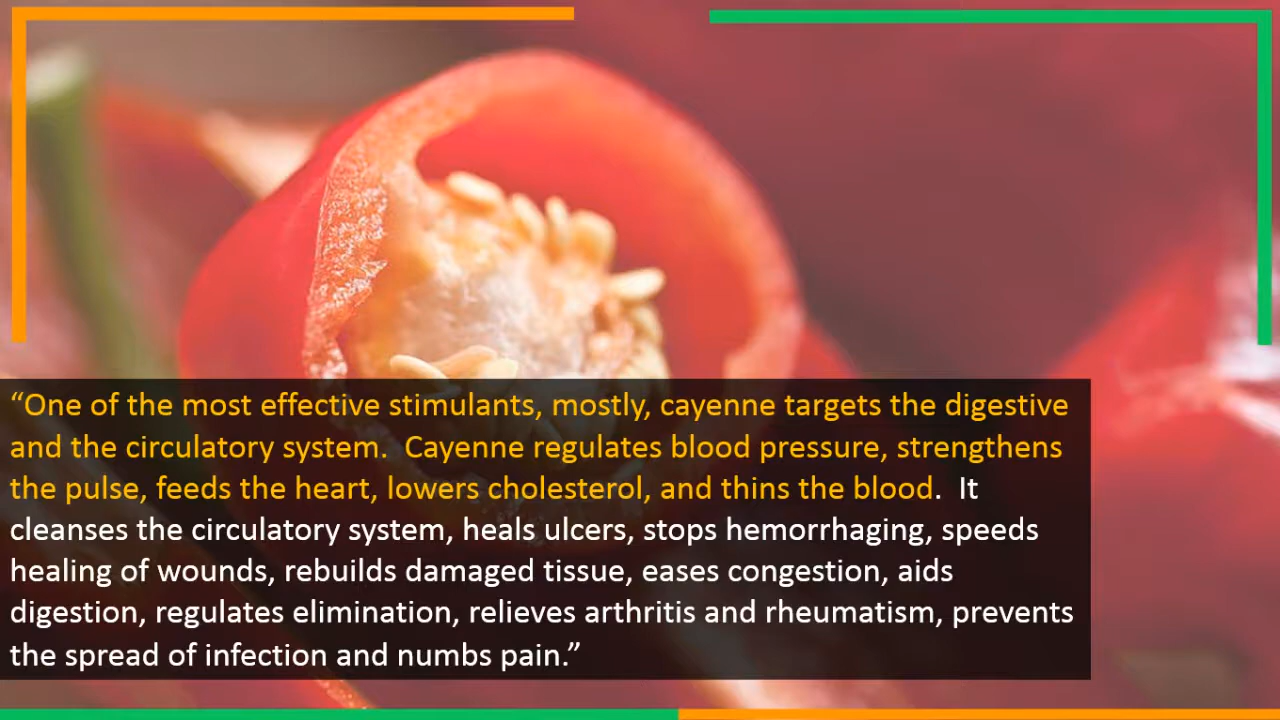 “One of the most effective stimulants, mostly, cayenne targets the digestive
and the circulatory system.  Cayenne regulates blood pressure, strengthens
the pulse, feeds the heart, lowers cholesterol, and thins the blood.  It
cleanses the circulatory system, heals ulcers, stops hemorrhaging, speeds
healing of wounds, rebuilds damaged tissue, eases congestion, aids
digestion, regulates elimination, relieves arthritis and rheumatism, prevents
the spread of infection and numbs pain.”